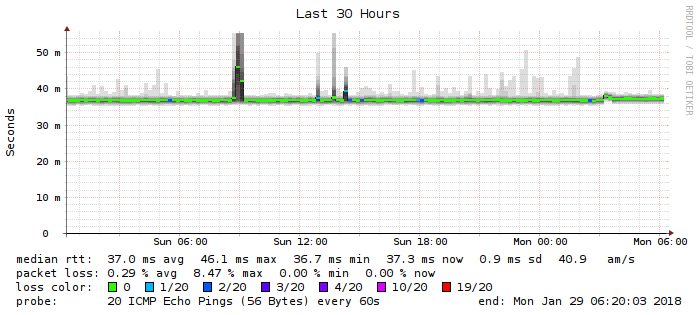 Last 30 Hours
RRDTOOL / TOBI OETIKER
Seconds
50 m
40 m
30 m
20 m
10 m
0
Sun 06:00 Sun 12:00 Sun 18:00 Mon 00:00 Mon 06:00
median rtt: 37.0 ms avg 46.1 ms max 36.7 ms min 37.3 ms now 0.9 ms sd 40.9 am/s
packet loss: 0.29 % avg 8.47 % max 0.00 % min 0.00 % now
loss color: 0 1/20 2/20 3/20 4/20 10/20 19/20
probe: 20 ICMP Echo Pings (56 Bytes) every 60s end: Mon Jan 29 06:20:03 2018